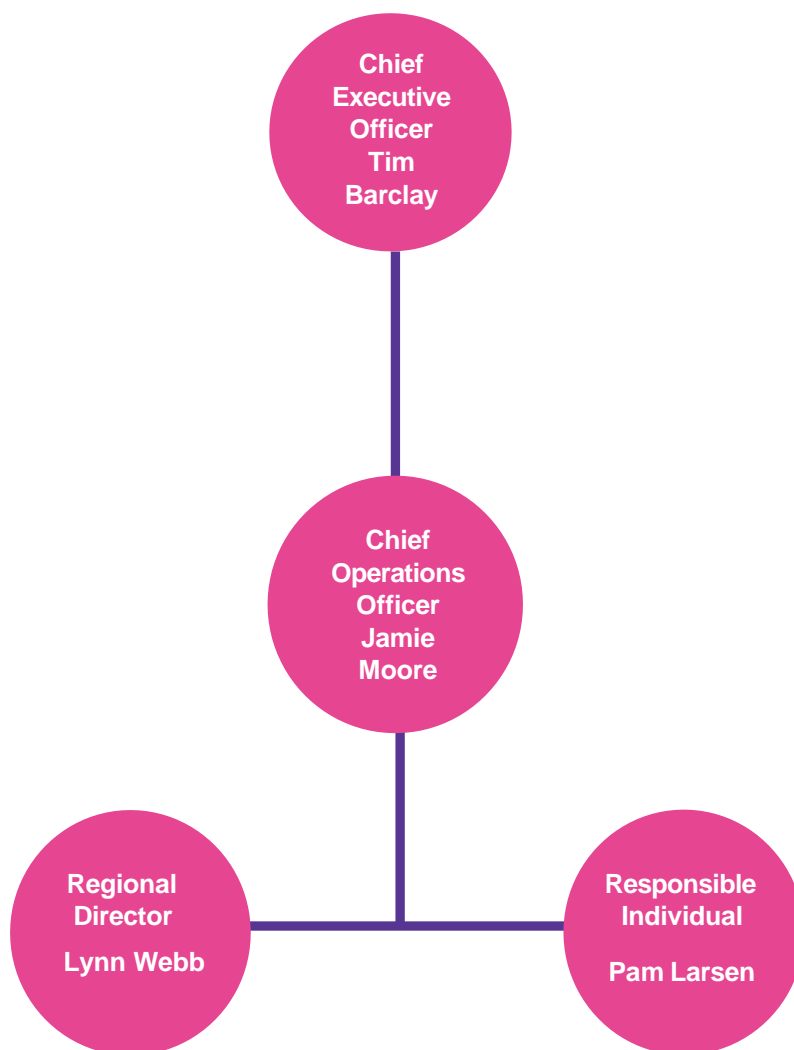 Chief
Executive
Officer
Tim
Barclay
Chief
Operations
Officer
Jamie
Moore
Regional
Director
Lynn Webb
Responsible
Individual
Pam Larsen